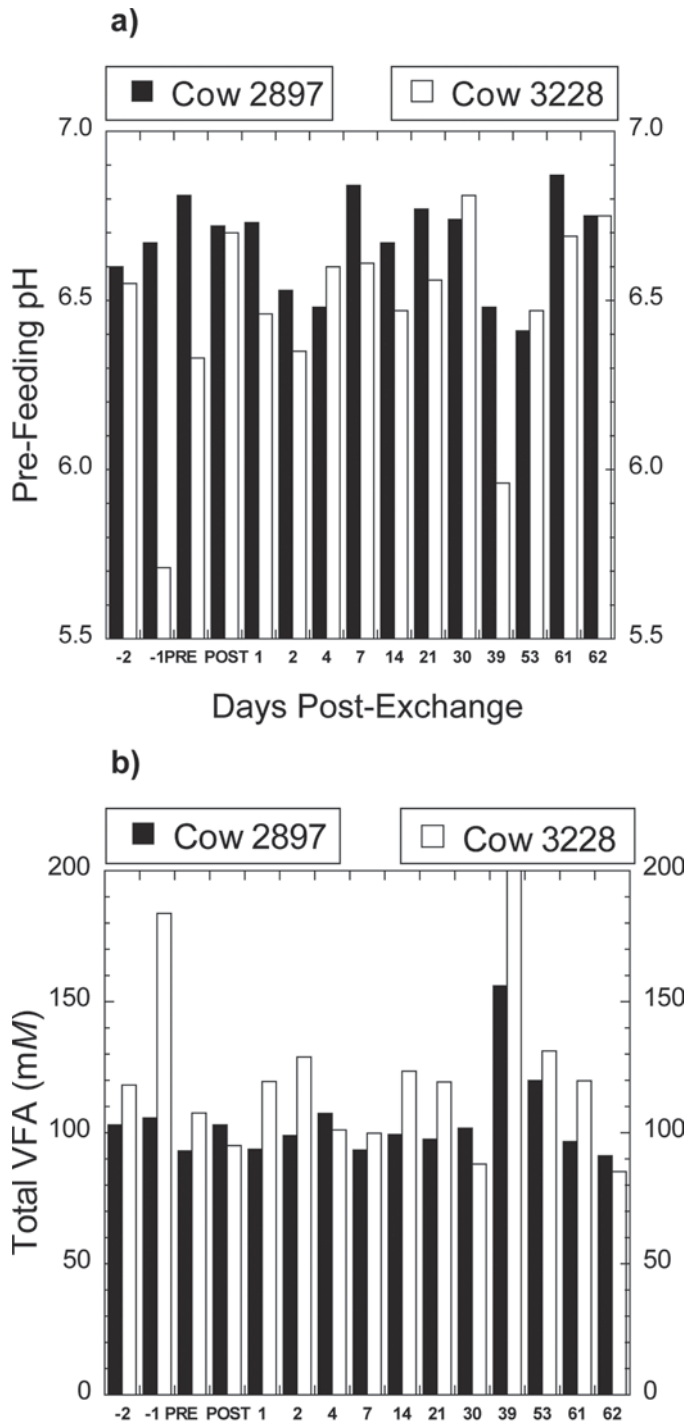 a)
Cow 2897 Cow 3228
7.0 7.0
6.5 6.5
6.0 6.0
5.5 5.5
Pre-Feeding pH
-2 -1PRE POST 1 2 4 7 14 21 30 39 53 61 62
Days Post-Exchange
b)
Cow 2897 Cow 3228
200 200
150 150
100 100
50 50
0 0
Total VFA (mM)
-2 -1 PRE POST 1 2 4 7 14 21 30 39 53 61 62